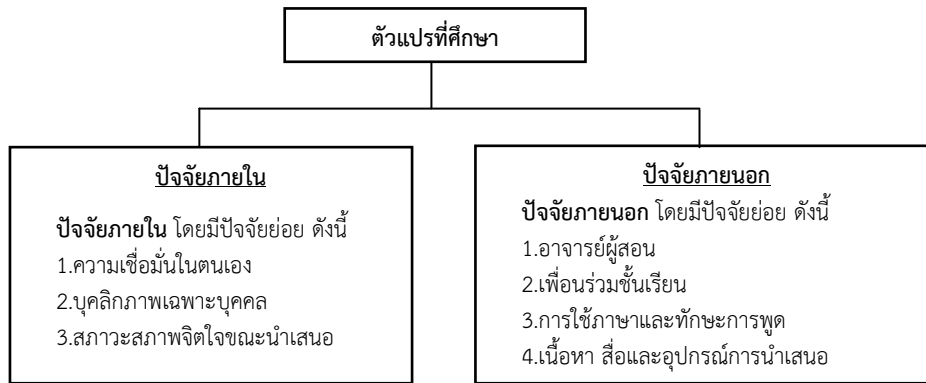 ตัวแปรที่ศึกษา
ปัจจัยภายใน
ปัจจัยภายใน โดยมีปัจจัยย่อย ดังนี้
1.ความเชื่อมั่นในตนเอง
2.บุคลิกภาพเฉพาะบุคคล
3.สภาวะสภาพจิตใจขณะนำเสนอ
ปัจจัยภายนอก
ปัจจัยภายนอก โดยมีปัจจัยย่อย ดังนี้
1.อาจารย์ผู้สอน
2.เพื่อนร่วมชั้นเรียน
3.การใช้ภาษาและทักษะการพูด
4.เนื้อหา สื่อและอุปกรณ์การนำเสนอ